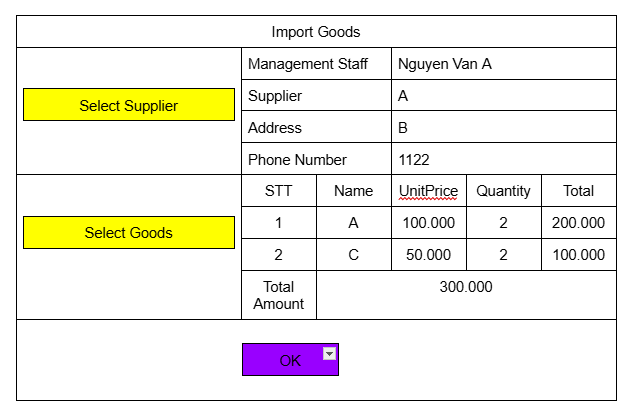 Import Goods
Management Staff Nguyen Van A
Select Supplier
Supplier A
Address B
Phone Number 1122
STT Name UnitPrice Quantity Total
1 A 100.000 2 200.000
Select Goods
2 C 50.000 2 100.000
Total
Amount
300.000
OK